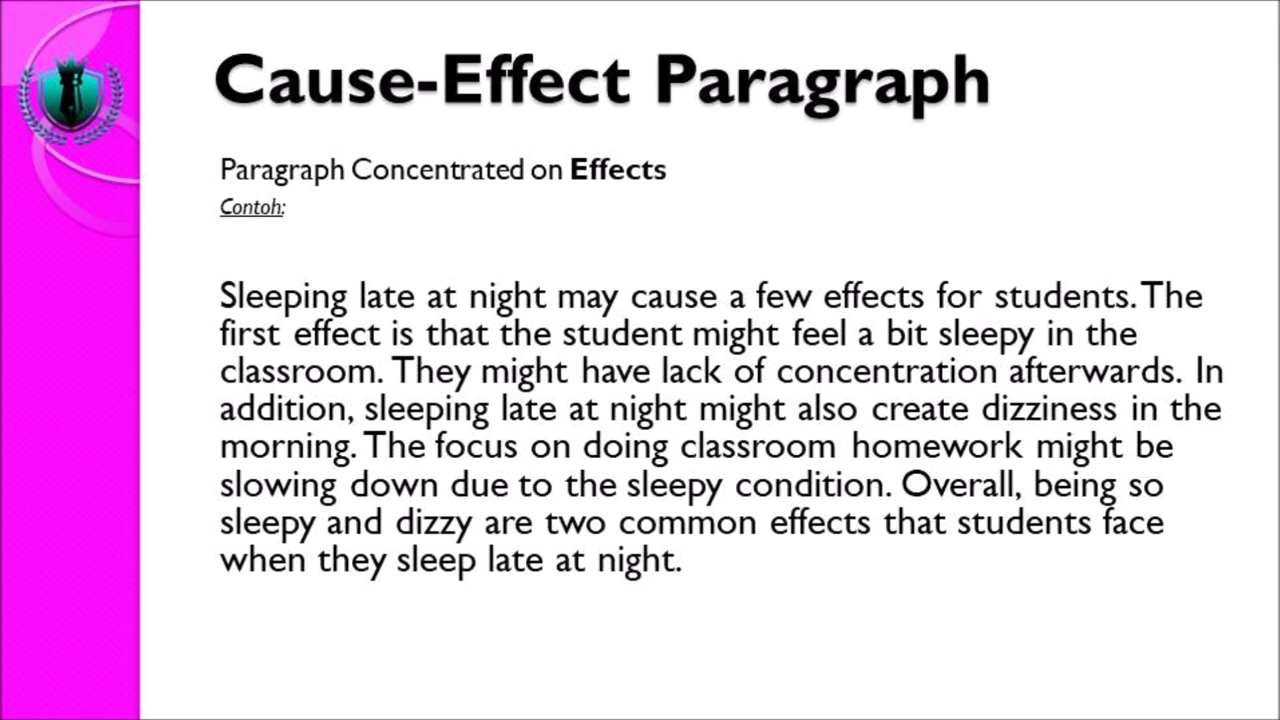 Cause-Effect Paragraph
Paragraph Concentrated on Effects
Contoh:
Sleeping late at night may cause a few effects for students. The
first effect is that the student might feel a bit sleepy in the
classroom. They might have lack of concentration afterwards. In
addition, sleeping late at night might also create dizziness in the
morning. The focus on doing classroom homework might be
slowing down due to the sleepy condition. Overall, being so
sleepy and dizzy are two common effects that students face
when they sleep late at night.